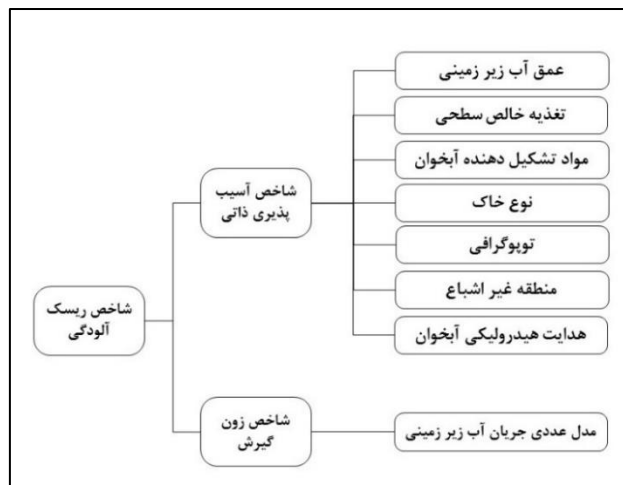 عمق آب زیر زمینی
تغذیه خالص سطحی
مواد تشکیل دهنده آبخوان
شاخص آسیب
پذیری ذاتی
نوع خاک
توپوگرافی
منطقه غیر اشباع
شاخص ریسک
آلودگی
هدایت هیدرولیکی آبخوان
شاخص زون
گیرش
مدل عددی جریان آب زیر زمینی